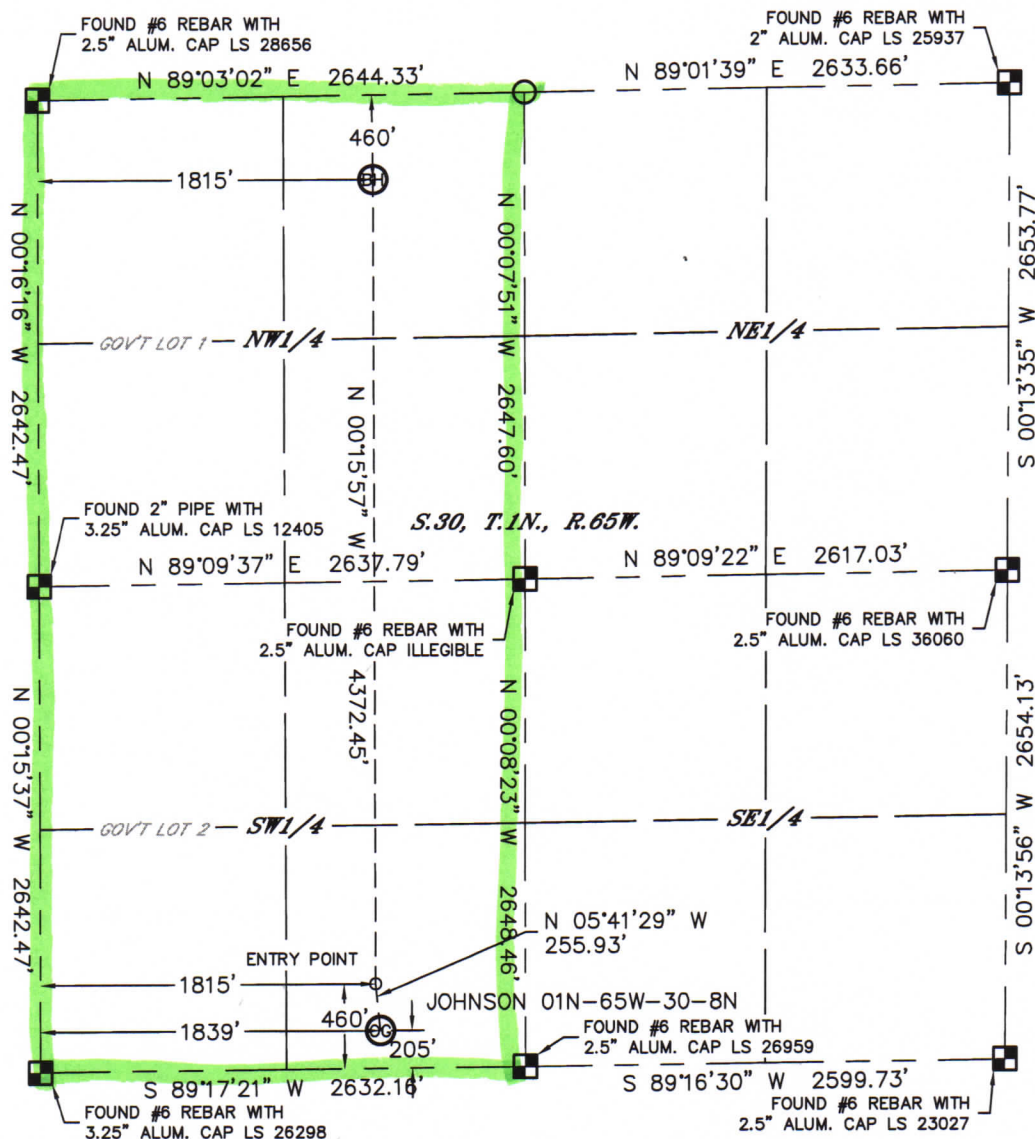 FOUND #6 REBAR WITH
2.5" ALUM. CAP LS 28656
FOUND #6 REBAR WITH
2" ALUM. CAP LS 25937
N 89°03'02" E 2644.33'
N 89°01'39" E 2633.66'
460'
BH
1815'
N 00°16'16" W 2642.47'
N 00°07'51" W 2647.60'
S 00°13'35" W 2653.77'
GOV'T LOT 1
NW1/4
NE1/4
N 00°15'57" W 4372.45'
FOUND 2" PIPE WITH
3.25" ALUM. CAP LS 12405
S.30, T.1N., R.65W.
N 89°09'37" E 2637.79'
N 89°09'22" E 2617.03'
FOUND #6 REBAR WITH
2.5" ALUM. CAP ILLEGIBLE
FOUND #6 REBAR WITH
2.5" ALUM. CAP LS 36060
N 00°15'37" W 2642.47'
N 00°08'23" W 2648.46'
S 00°13'56" W 2654.13'
GOV'T LOT 2
SW1/4
SE1/4
N 05°41'29" W
255.93'
ENTRY POINT
1815'
JOHNSON 01N-65W-30-8N
460'
1839'
OG
205'
FOUND #6 REBAR WITH
2.5" ALUM. CAP LS 26959
S 89°17'21" W 2632.16'
S 89°16'30" W 2599.73'
FOUND #6 REBAR WITH
3.25" ALUM. CAP LS 26298
FOUND #6 REBAR WITH
2.5" ALUM. CAP LS 23027